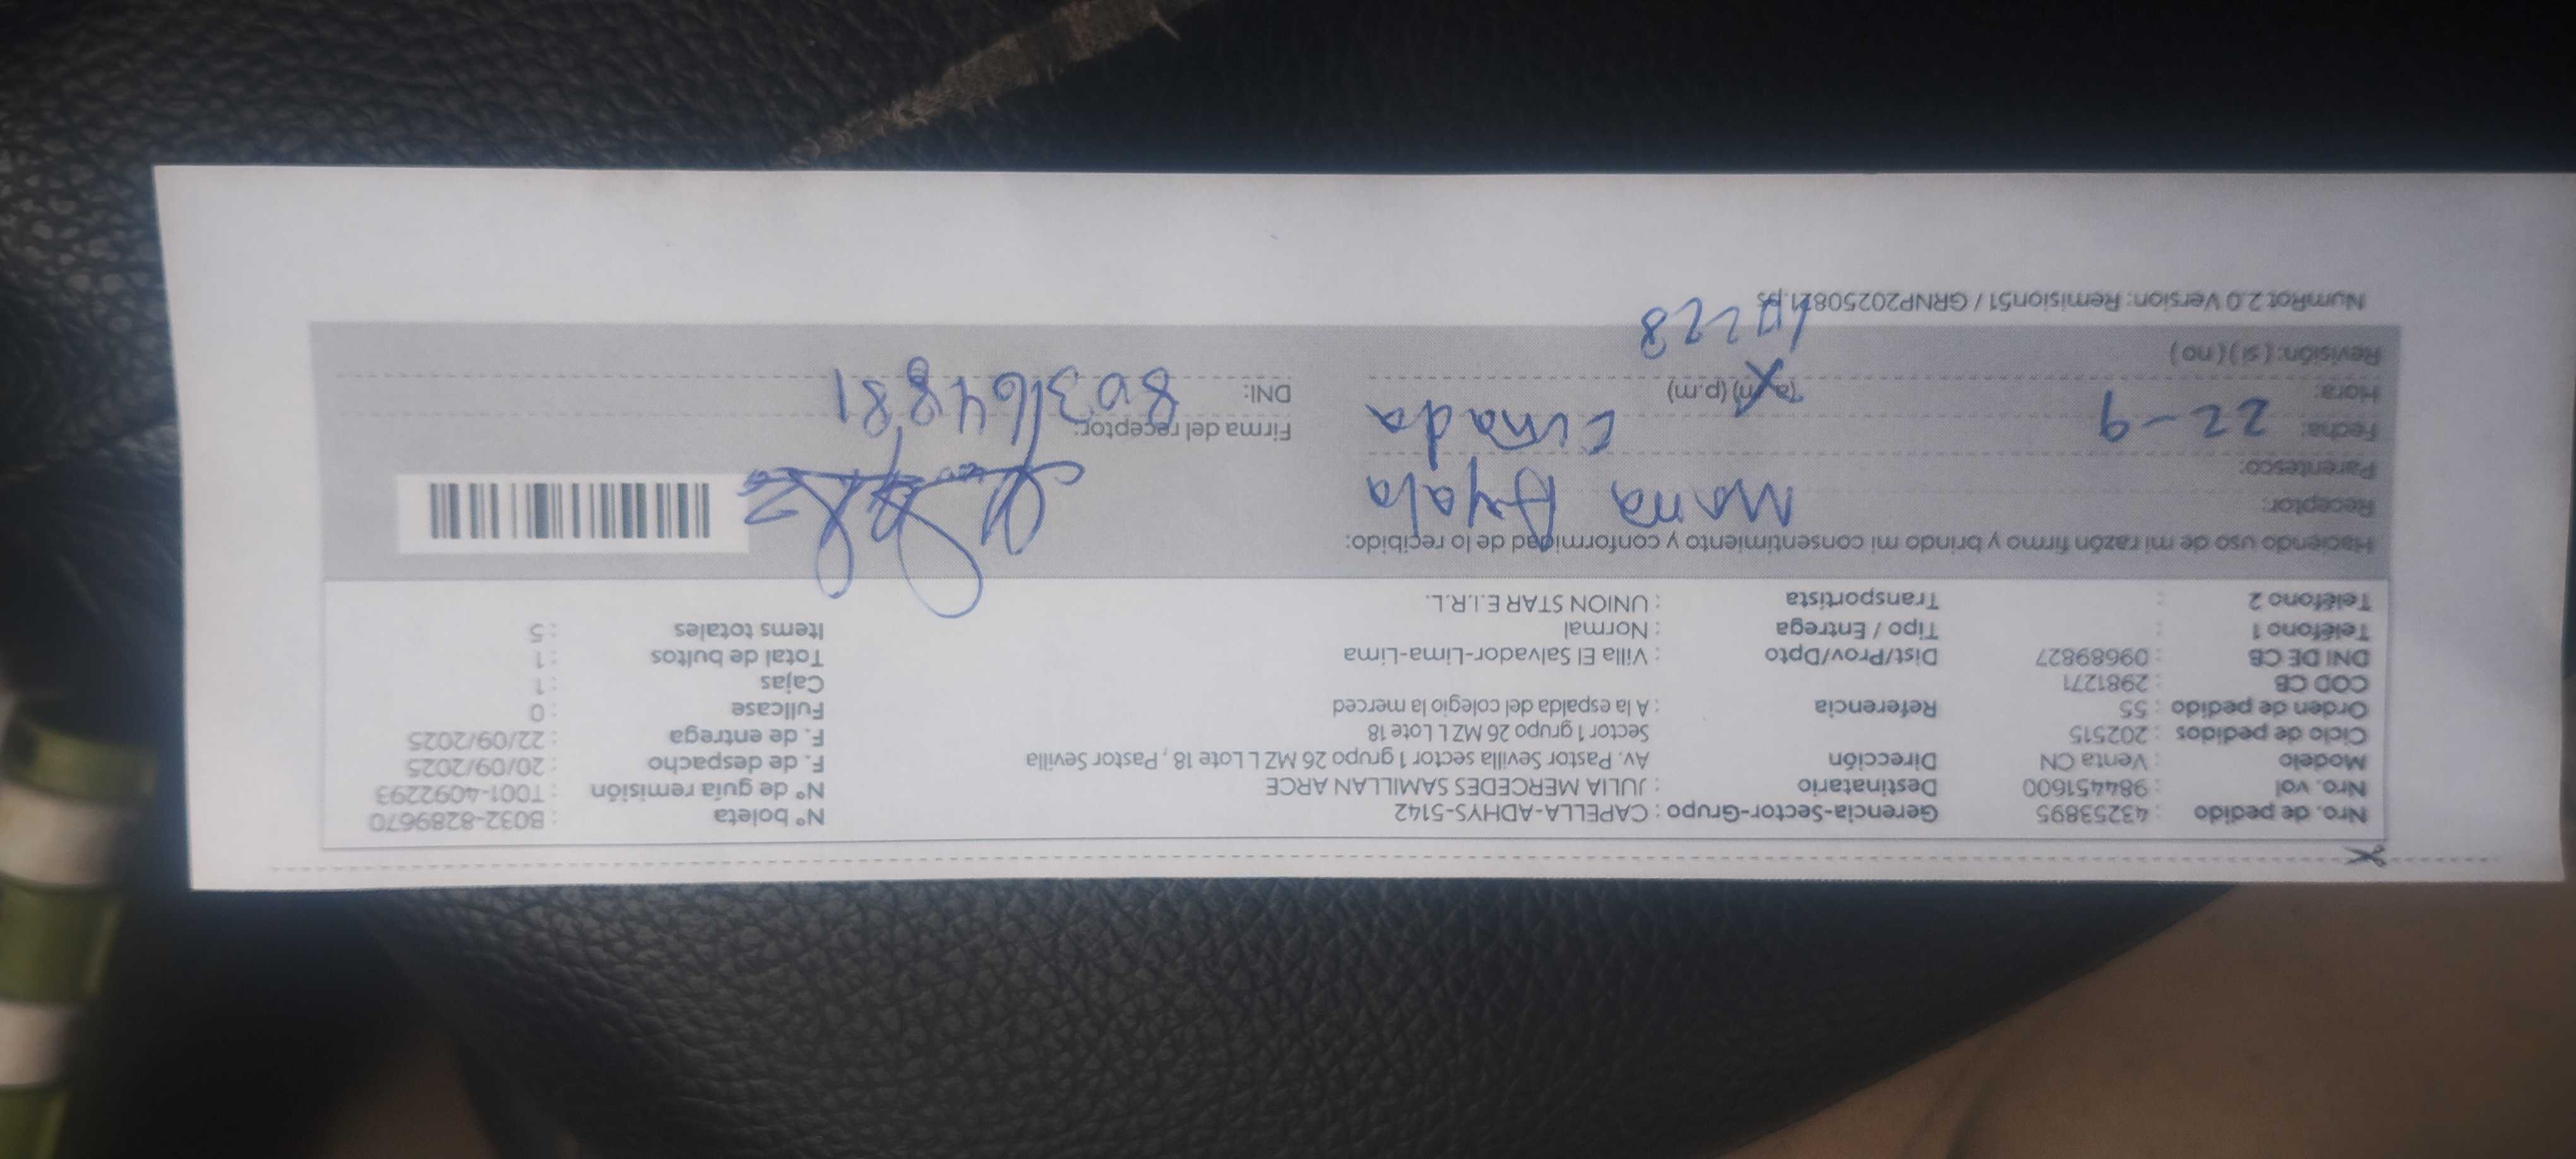 Nro. de pedido : 43253895 Gerencia-Sector-Grupo : CAPELLA-ADHYS-5142 N° boleta : B032-8289670
Nro. vol : 984451600 Destinatario : JULIA MERCEDES SAMILLAN ARCE N° de guía remisión : T001-4092293
Modelo : Venta CN Dirección Av. Pastor Sevilla sector 1 grupo 26 MZ L Lote 18 , Pastor Sevilla F. de despacho : 20/09/2025
Ciclo de pedidos : 202515 Sector 1 grupo 26 MZ L Lote 18 F. de entrega : 22/09/2025
Orden de pedido : 55 Referencia : A la espalda del colegio la merced Fullcase : 0
COD CB : 2981271 Cajas : 1
DNI DE CB : 09689827 Dist/Prov/Dpto : Villa El Salvador-Lima-Lima Total de bultos : 1
Teléfono 1 : Tipo / Entrega : Normal Items totales : 5
Teléfono 2 : Transportista : UNION STAR E.I.R.L.
Haciendo uso de mi razón firmo y brindo mi consentimiento y conformidad de lo recibido:
Receptor: Maria Ayala
Parentesco:
Fecha: 22-9 Cuñada Firma del receptor:
Hora: (a.m) (p.m) DNI: 80364881
Revisión: ( si ) ( no )
NumRot 2.0 Version: Remision51 / GRNP20250821.ps